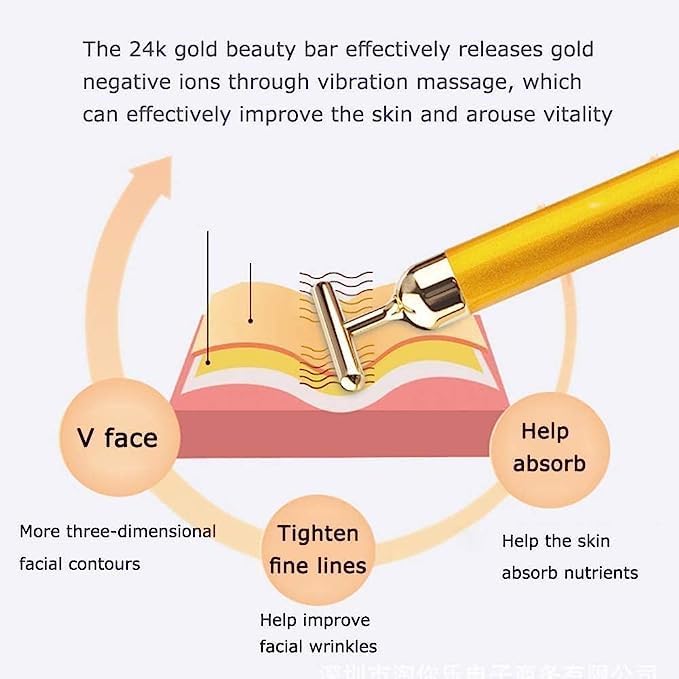 The 24k gold beauty bar effectively releases gold
negative ions through vibration massage, which
can effectively improve the skin and arouse vitality
V face
Help
absorb
More three-dimensional
facial contours
Tighten
fine lines
Help the skin
absorb nutrients
Help improve
facial wrinkles